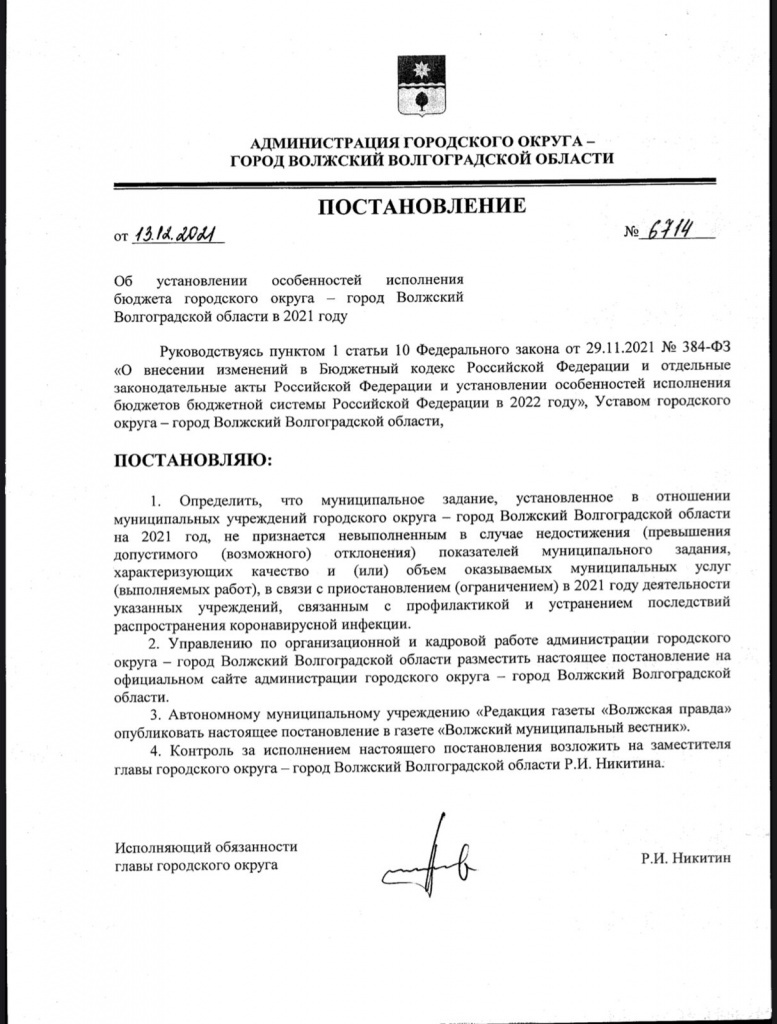 АДМИНИСТРАЦИЯ ГОРОДСКОГО ОКРУГА –
ГОРОД ВОЛЖСКИЙ ВОЛГОГРАДСКОЙ ОБЛАСТИ
ПОСТАНОВЛЕНИЕ
от 13.12.2021 № 6714
Об установлении особенностей исполнения
бюджета городского округа – город Волжский
Волгоградской области в 2021 году
Руководствуясь пунктом 1 статьи 10 Федерального закона от 29.11.2021 № 384-ФЗ
«О внесении изменений в Бюджетный кодекс Российской Федерации и отдельные
законодательные акты Российской Федерации и установлении особенностей исполнения
бюджетов бюджетной системы Российской Федерации в 2022 году», Уставом городского
округа – город Волжский Волгоградской области,
ПОСТАНОВЛЯЮ:
1. Определить, что муниципальное задание, установленное в отношении
муниципальных учреждений городского округа – город Волжский Волгоградской области
на 2021 год, не признается невыполненным в случае недостижения (превышения
допустимого (возможного) отклонения) показателей муниципального задания,
характеризующих качество и (или) объем оказываемых муниципальных услуг
(выполняемых работ), в связи с приостановлением (ограничением) в 2021 году деятельности
указанных учреждений, связанным с профилактикой и устранением последствий
распространения коронавирусной инфекции.
2. Управлению по организационной и кадровой работе администрации городского
округа – город Волжский Волгоградской области разместить настоящее постановление на
официальном сайте администрации городского округа – город Волжский Волгоградской
области.
3. Автономному муниципальному учреждению «Редакция газеты «Волжская правда»
опубликовать настоящее постановление в газете «Волжский муниципальный вестник».
4. Контроль за исполнением настоящего постановления возложить на заместителя
главы городского округа – город Волжский Волгоградской области Р.И. Никитина.
Исполняющий обязанности
главы городского округа Р.И. Никитин